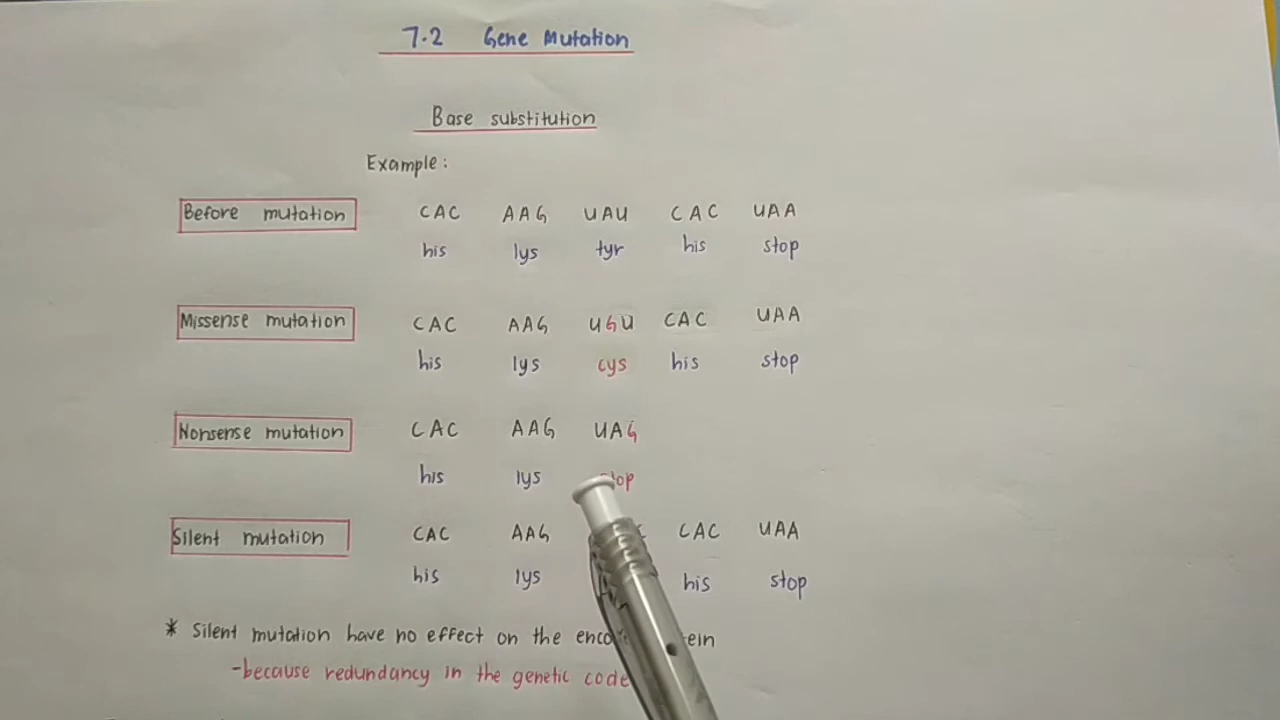 7.2 Gene Mutation
Base substitution
Example:
Before mutation CAC AAG UAU CAC UAA
his lys tyr his stop
Missense mutation CAC AAG UGU CAC UAA
his lys cys his stop
Nonsense mutation CAC AAG UAG
his lys stop
Silent mutation CAC AAG CAC UAA
his lys his stop
* Silent mutation have no effect on the
-because redundancy in the genetic code